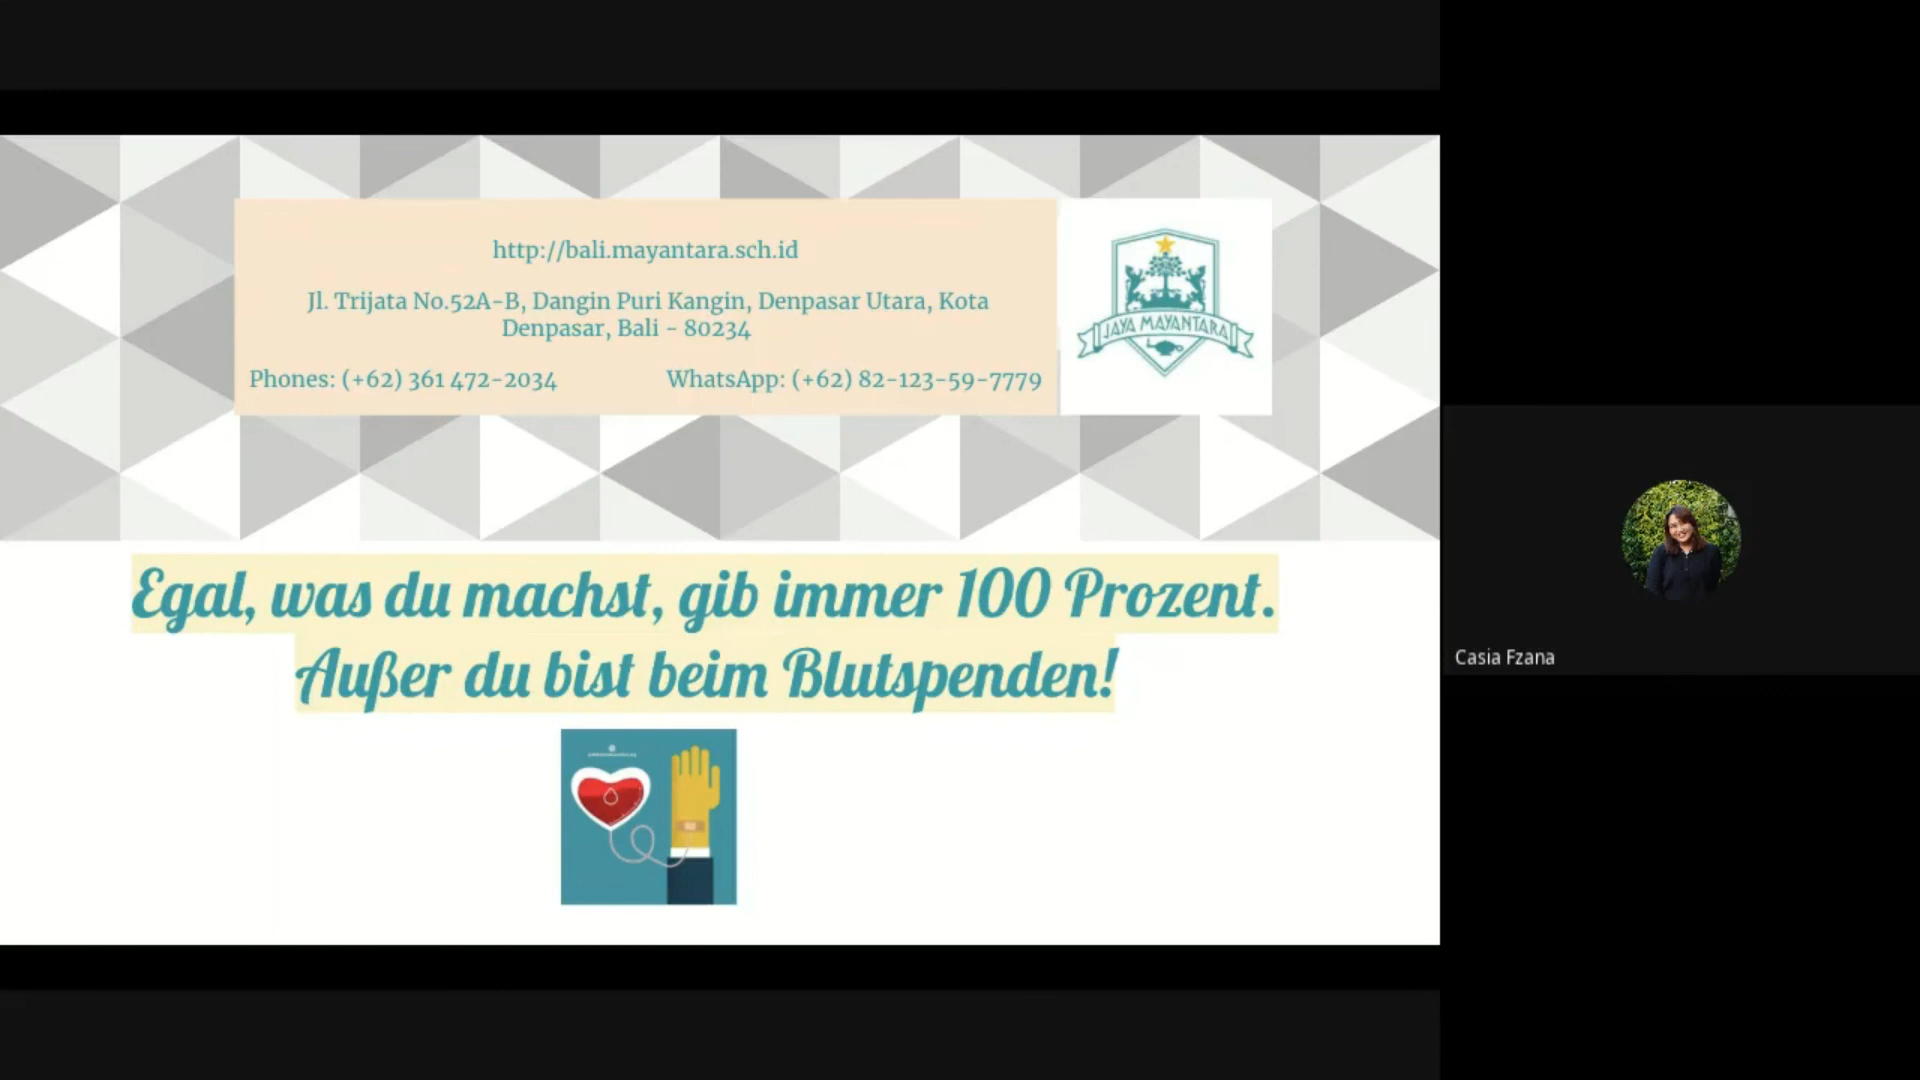 http://bali.mayantara.sch.id
Jl. Trijata No.52A-B, Dangin Puri Kangin, Denpasar Utara, Kota
Denpasar, Bali - 80234
Phones: (+62) 361 472-2034 WhatsApp: (+62) 82-123-59-7779
JAYA MAYANTARA
Egal, was du machst, gib immer 100 Prozent.
Außer du bist beim Blutspenden!
Casia Fzana